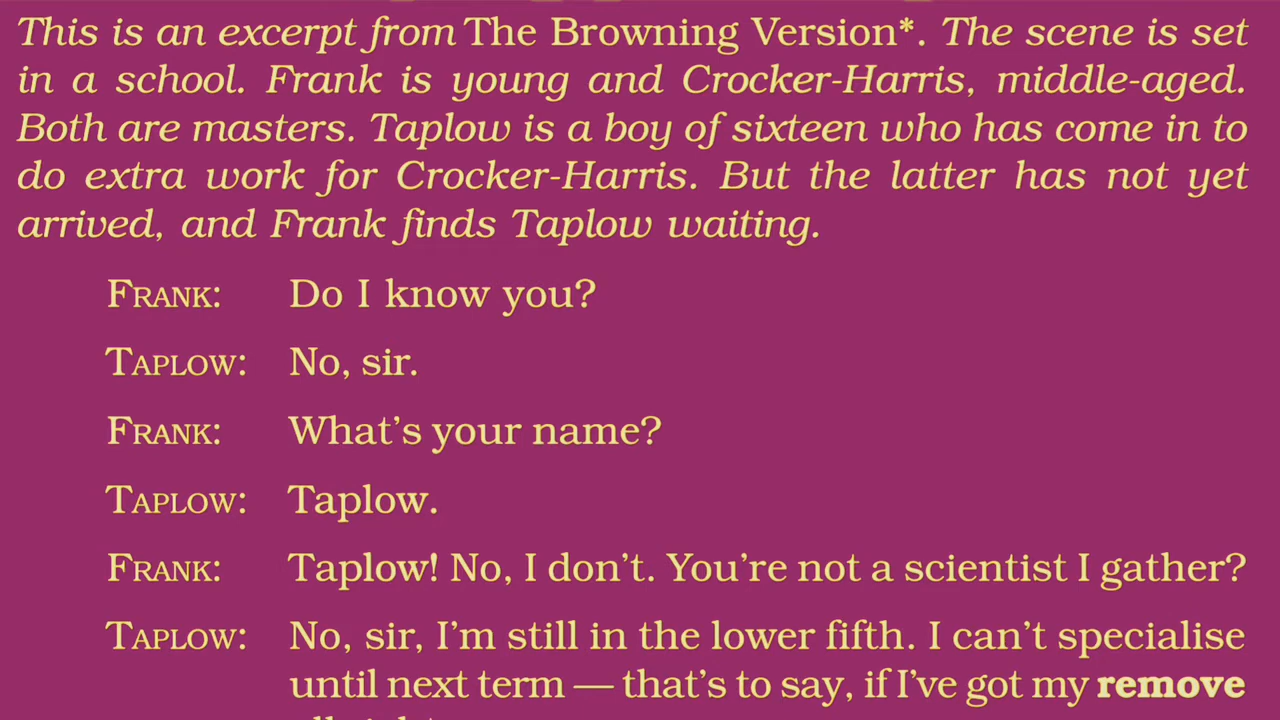 This is an excerpt from The Browning Version*. The scene is set
in a school. Frank is young and Crocker-Harris, middle-aged.
Both are masters. Taplow is a boy of sixteen who has come in to
do extra work for Crocker-Harris. But the latter has not yet
arrived, and Frank finds Taplow waiting.
FRANK: Do I know you?
TAPLOW: No, sir.
FRANK: What’s your name?
TAPLOW: Taplow.
FRANK: Taplow! No, I don’t. You’re not a scientist I gather?
TAPLOW: No, sir, I’m still in the lower fifth. I can’t specialise
until next term — that’s to say, if I’ve got my remove